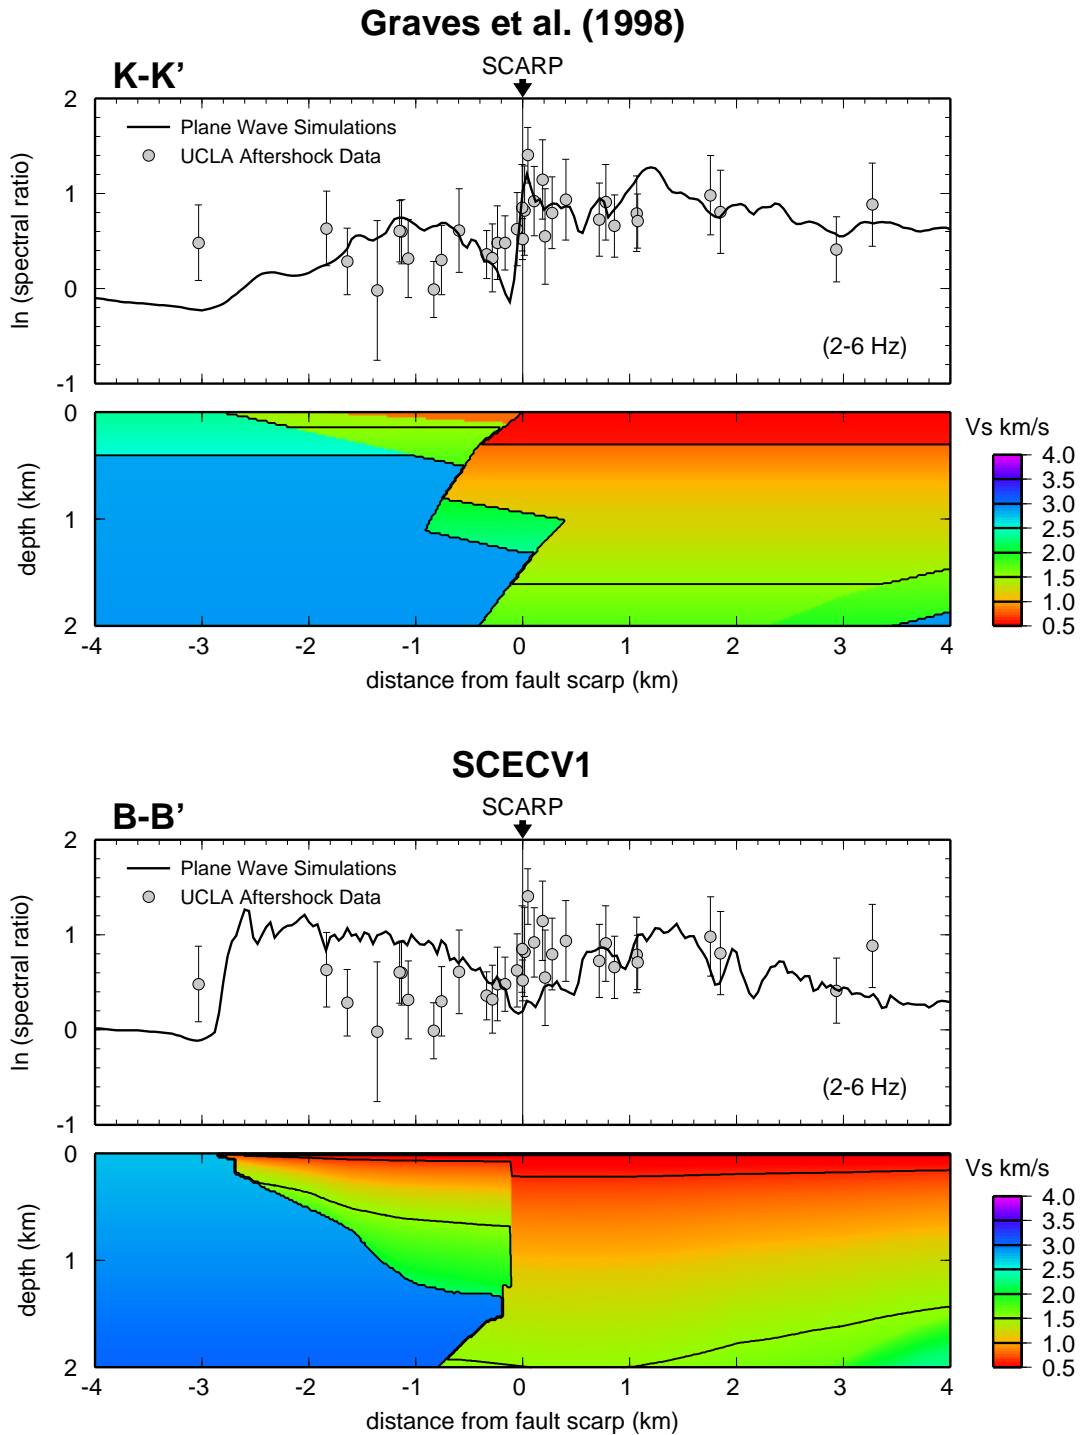 Graves et al. (1998)
SCARP
K-K’
2
1
0
-1
ln (spectral ratio)
Plane Wave Simulations
UCLA Aftershock Data
(2-6 Hz)
0
1
2
depth (km)
-4 -3 -2 -1 0 1 2 3 4
distance from fault scarp (km)
Vs km/s
4.0
3.5
3.0
2.5
2.0
1.5
1.0
0.5
SCECV1
SCARP
B-B’
2
1
0
-1
ln (spectral ratio)
Plane Wave Simulations
UCLA Aftershock Data
(2-6 Hz)
0
1
2
depth (km)
-4 -3 -2 -1 0 1 2 3 4
distance from fault scarp (km)
Vs km/s
4.0
3.5
3.0
2.5
2.0
1.5
1.0
0.5